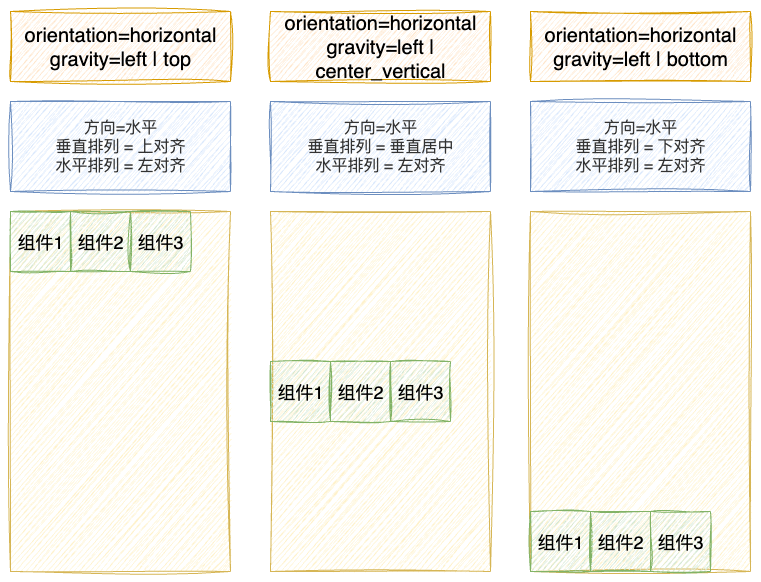 orientation=horizontal
gravity=left | top
orientation=horizontal
gravity=left |
center_vertical
orientation=horizontal
gravity=left | bottom
方向=水平
垂直排列 = 上对齐
水平排列 = 左对齐
方向=水平
垂直排列 = 垂直居中
水平排列 = 左对齐
方向=水平
垂直排列 = 下对齐
水平排列 = 左对齐
组件1 组件2 组件3
组件1 组件2 组件3
组件1 组件2 组件3